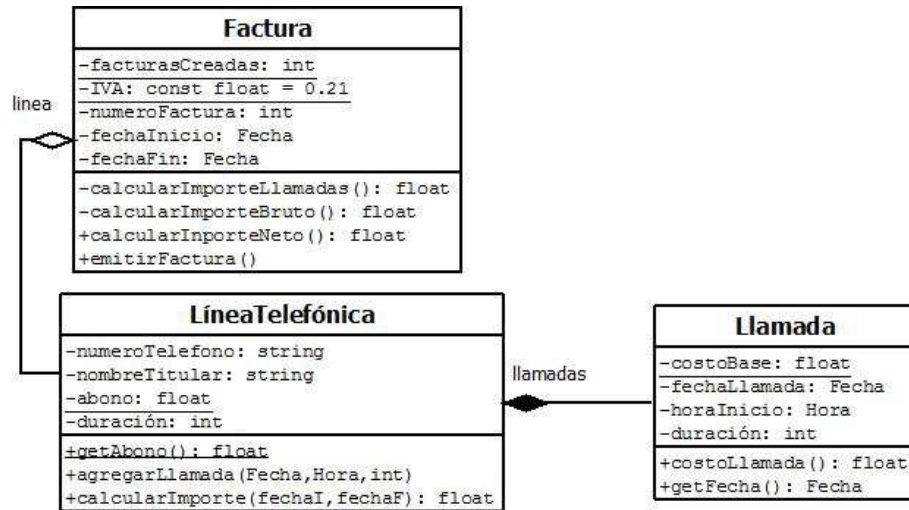 Factura
-facturasCreadas: int
-IVA: const float = 0.21
-numeroFactura: int
-fechaInicio: Fecha
-fechaFin: Fecha
-calcularImporteLlamadas(): float
-calcularImporteBruto(): float
+calcularInporteNeto(): float
+emitirFactura()
linea
LíneaTelefónica
-numeroTelefono: string
-nombreTitular: string
-abono: float
-duración: int
+getAbono(): float
+agregarLlamada(Fecha,Hora,int)
+calcularImporte(fechaI,fechaF): float
llamadas
Llamada
-costoBase: float
-fechaLlamada: Fecha
-horaInicio: Hora
-duración: int
+costoLlamada(): float
+getFecha(): Fecha